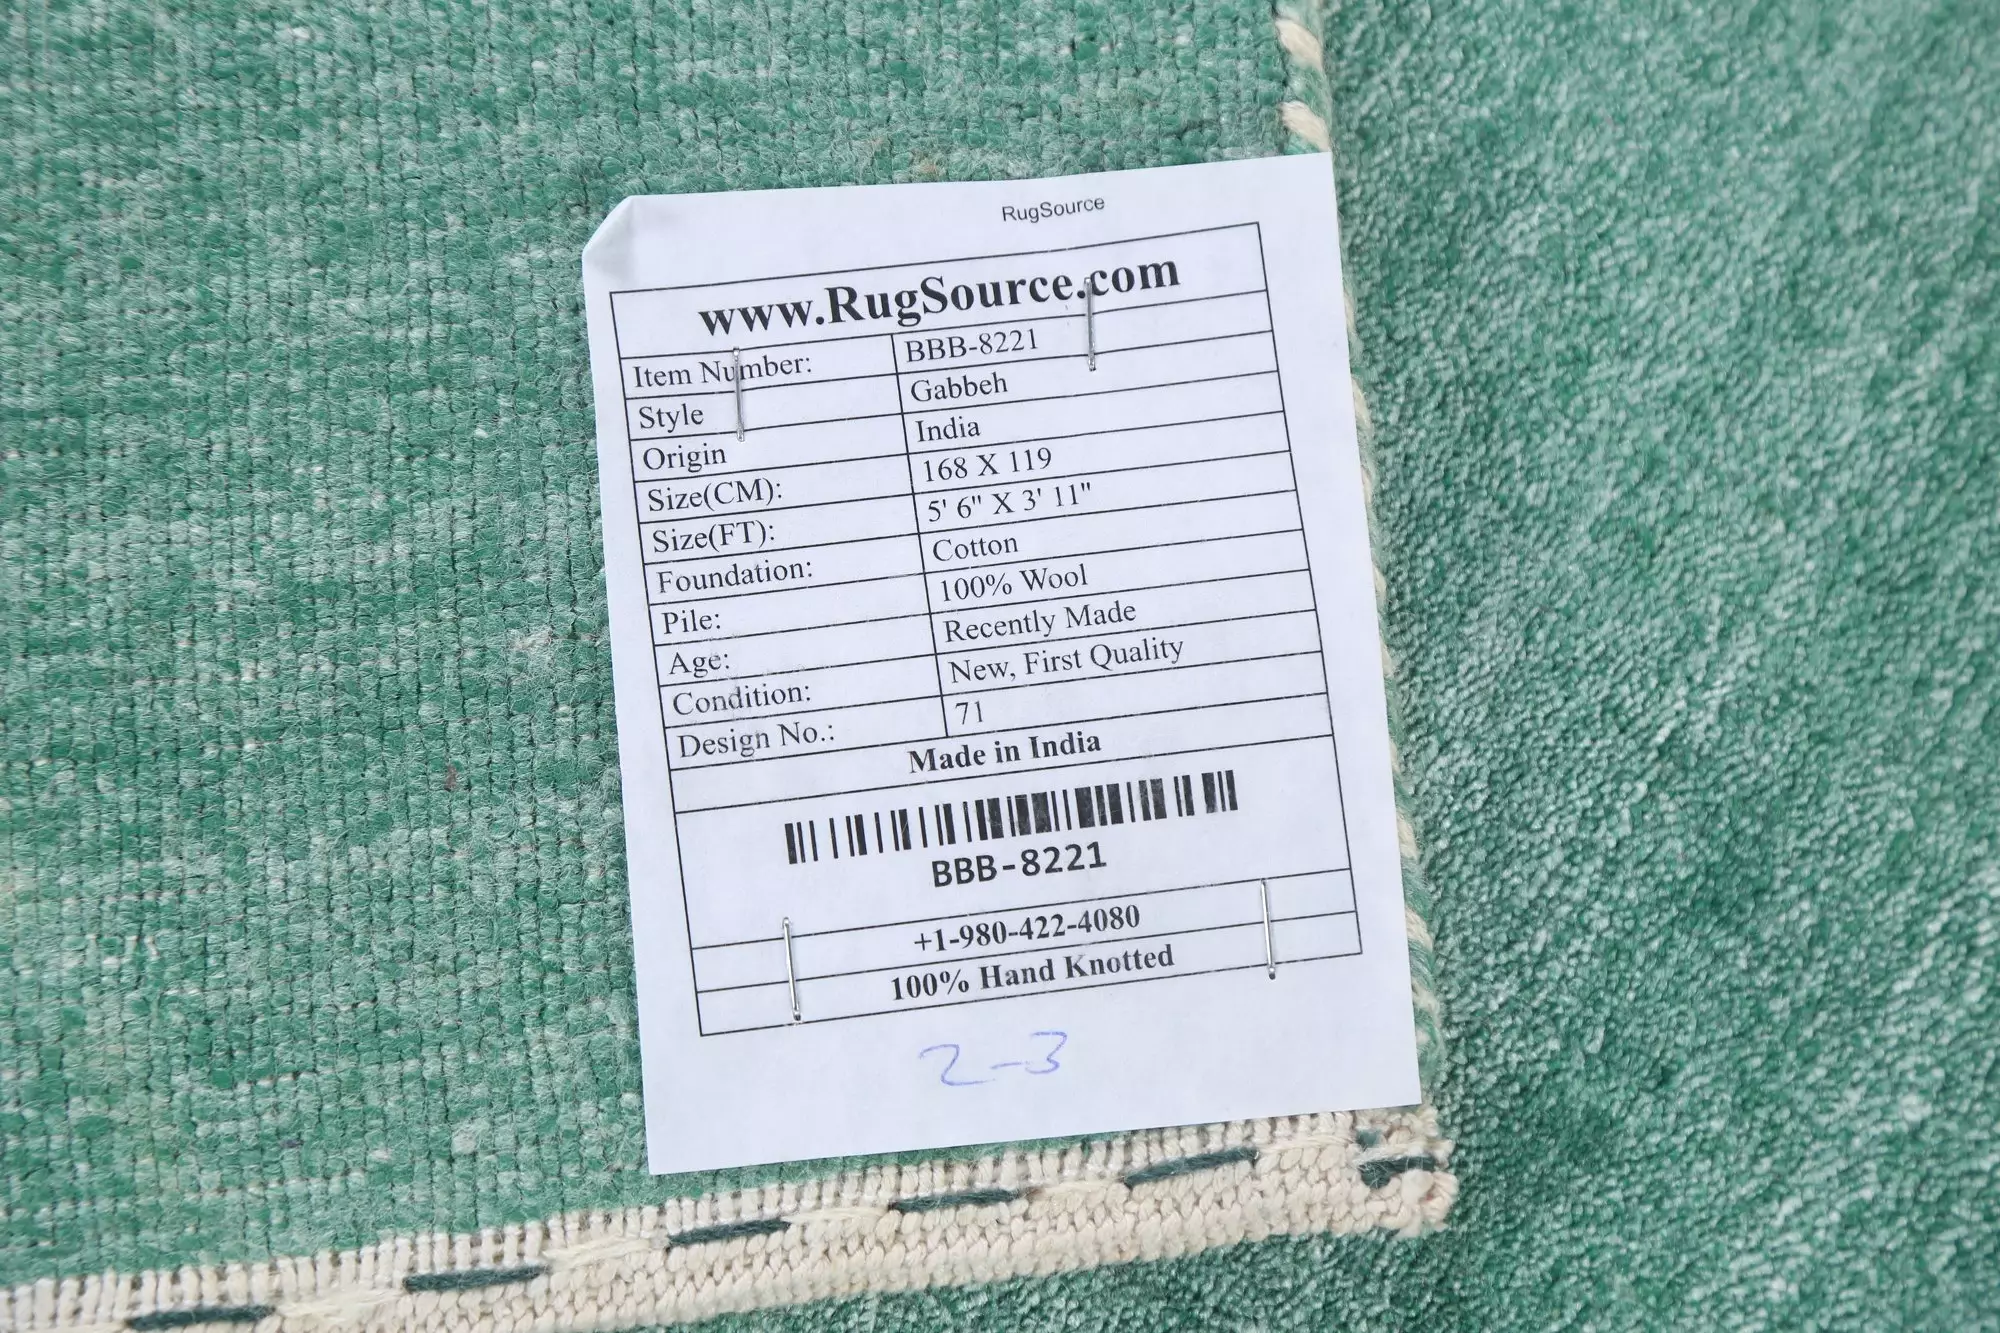 RugSource
www.RugSource.com
Item Number: BBB-8221
Style Gabbeh
Origin India
Size(CM): 168 X 119
Size(FT): 5' 6" X 3' 11"
Foundation: Cotton
Pile: 100% Wool
Age: Recently Made
Condition: New, First Quality
Design No.: 71
Made in India
BBB-8221
+1-980-422-4080
100% Hand Knotted
2-3